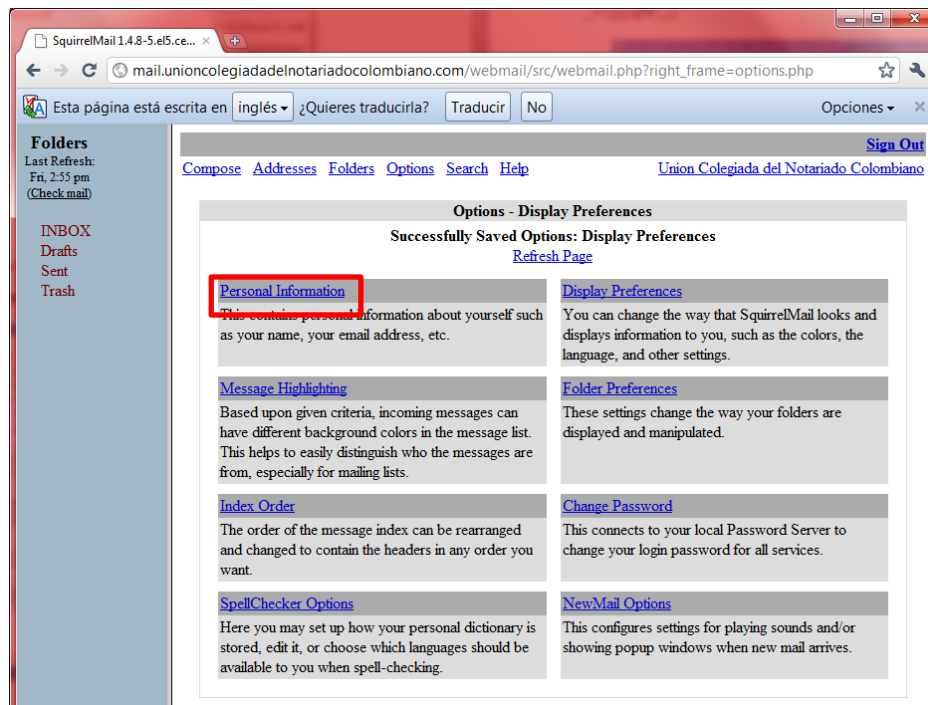 SquirrelMail 1.4.8-5.el5.ce...
mail.unioncolegiadadelnotariadocolombiano.com/webmail/src/webmail.php?right_frame=options.php
Esta página está escrita en inglés ¿Quieres traducirla? Traducir No Opciones
Folders
Last Refresh:
Fri, 2:55 pm
(Check mail)
INBOX
Drafts
Sent
Trash
Sign Out
Compose Addresses Folders Options Search Help Union Colegiada del Notariado Colombiano
Options - Display Preferences
Successfully Saved Options: Display Preferences
Refresh Page
Personal Information
This contains personal information about yourself such
as your name, your email address, etc.
Display Preferences
You can change the way that SquirrelMail looks and
displays information to you, such as the colors, the
language, and other settings.
Message Highlighting
Based upon given criteria, incoming messages can
have different background colors in the message list.
This helps to easily distinguish who the messages are
from, especially for mailing lists.
Folder Preferences
These settings change the way your folders are
displayed and manipulated.
Index Order
The order of the message index can be rearranged
and changed to contain the headers in any order you
want.
Change Password
This connects to your local Password Server to
change your login password for all services.
SpellChecker Options
Here you may set up how your personal dictionary is
stored, edit it, or choose which languages should be
available to you when spell-checking.
NewMail Options
This configures settings for playing sounds and/or
showing popup windows when new mail arrives.